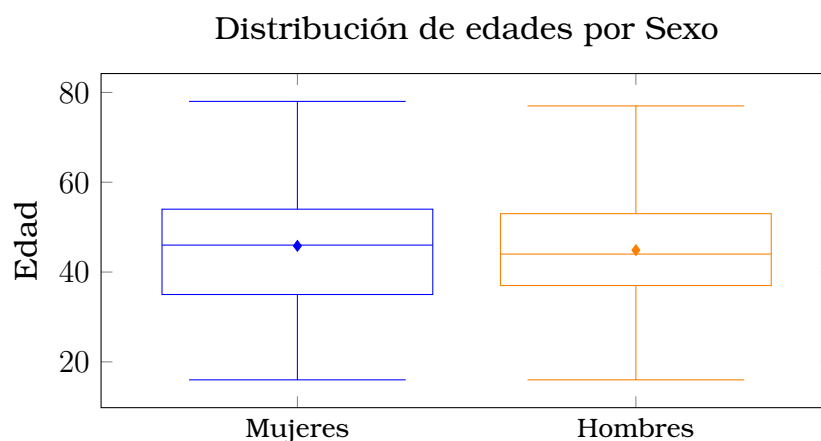 Distribución de edades por Sexo
80
60
40
20
Edad
Mujeres
Hombres